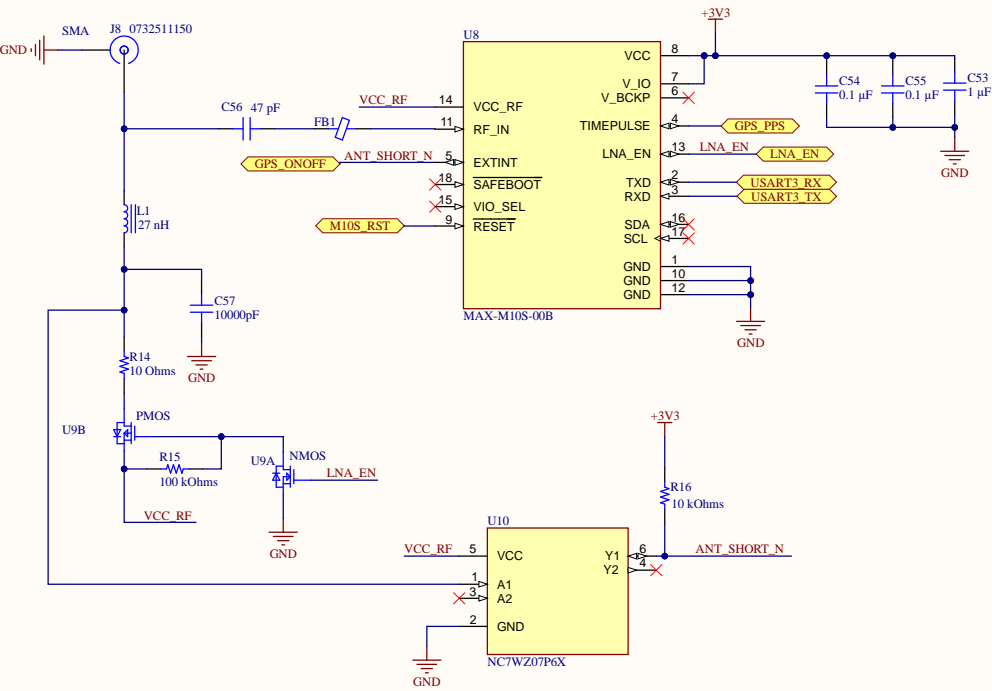 +3V3
SMA
J8 0732511150
GND
U8
VCC 8
V_IO 7
V_BCKP 6
TIMEPULSE 4 GPS_PPS
LNA_EN 13 LNA_EN LNA_EN
TXD 2 USART3_RX
RXD 3 USART3_TX
SDA 16
SCL 17
GND 1
GND 10
GND 12
GND
VCC_RF 14 VCC_RF
C56 47 pF
FB1
11 RF_IN
GPS_ONOFF ANT_SHORT_N 5 EXTINT
18 SAFEBOOT
15 VIO_SEL
M10S_RST 9 RESET
MAX-M10S-00B
C54
0.1 µF
C55
0.1 µF
C53
1 µF
GND
L1
27 nH
C57
10000pF
GND
R14
10 Ohms
PMOS
U9B
R15
100 kOhms
VCC_RF
U9A
NMOS
LNA_EN
GND
+3V3
R16
10 kOhms
U10
VCC_RF 5 VCC
1 A1
3 A2
2 GND
Y1 6 ANT_SHORT_N
Y2 4
NC7WZ07P6X
GND